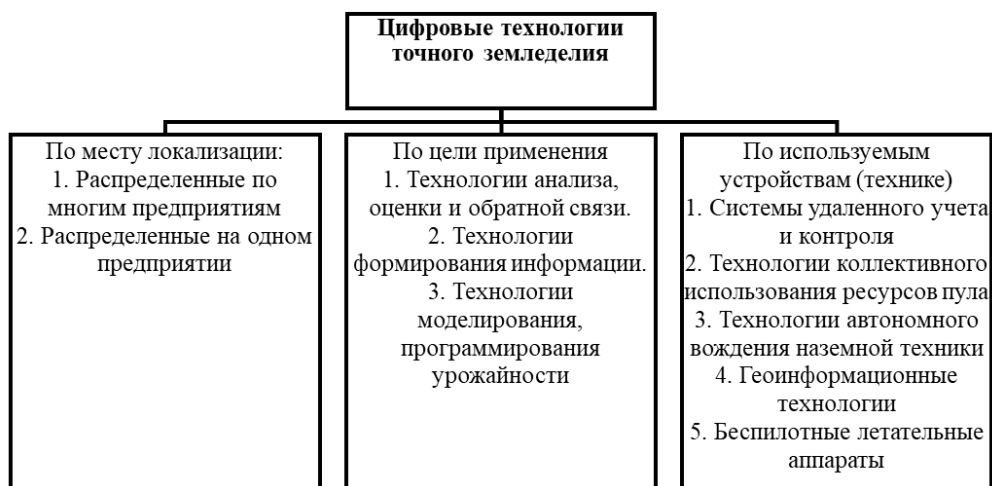 Цифровые технологии
точного земледелия
По месту локализации:
1. Распределенные по
многим предприятиям
2. Распределенные на одном
предприятии
По цели применения
1. Технологии анализа,
оценки и обратной связи.
2. Технологии
формирования информации.
3. Технологии
моделирования,
программирования
урожайности
По используемым
устройствам (технике)
1. Системы удаленного учета
и контроля
2. Технологии коллективного
использования ресурсов пула
3. Технологии автономного
вождения наземной техники
4. Геоинформационные
технологии
5. Беспилотные летательные
аппараты